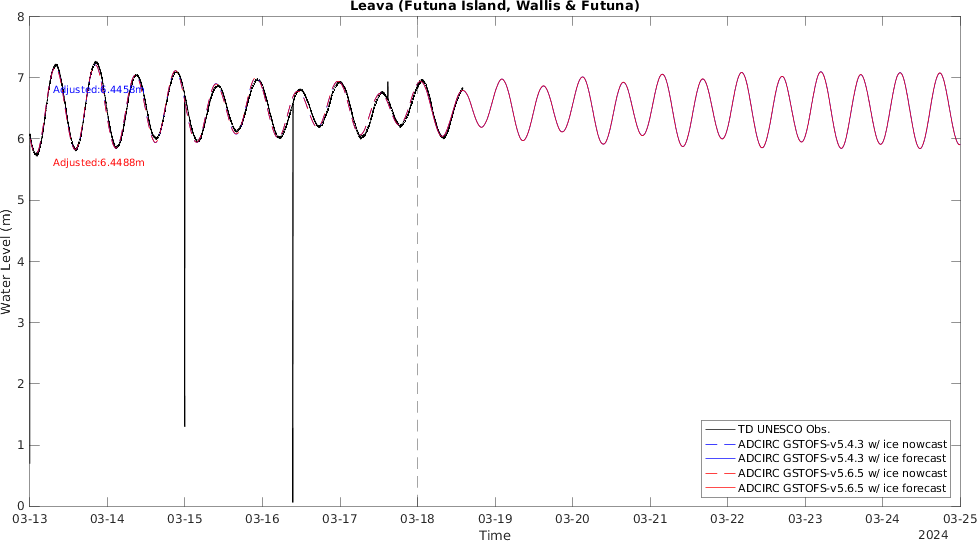 Leava (Futuna Island, Wallis & Futuna)
8
7
6
5
4
3
2
1
0
Water Level (m)
Adjusted:6.4458m
Adjusted:6.4488m
TD UNESCO Obs.
ADCIRC GSTOFS-v5.4.3 w/ ice nowcast
ADCIRC GSTOFS-v5.4.3 w/ ice forecast
ADCIRC GSTOFS-v5.6.5 w/ ice nowcast
ADCIRC GSTOFS-v5.6.5 w/ ice forecast
03-13 03-14 03-15 03-16 03-17 03-18 03-19 03-20 03-21 03-22 03-23 03-24 03-25
Time
2024